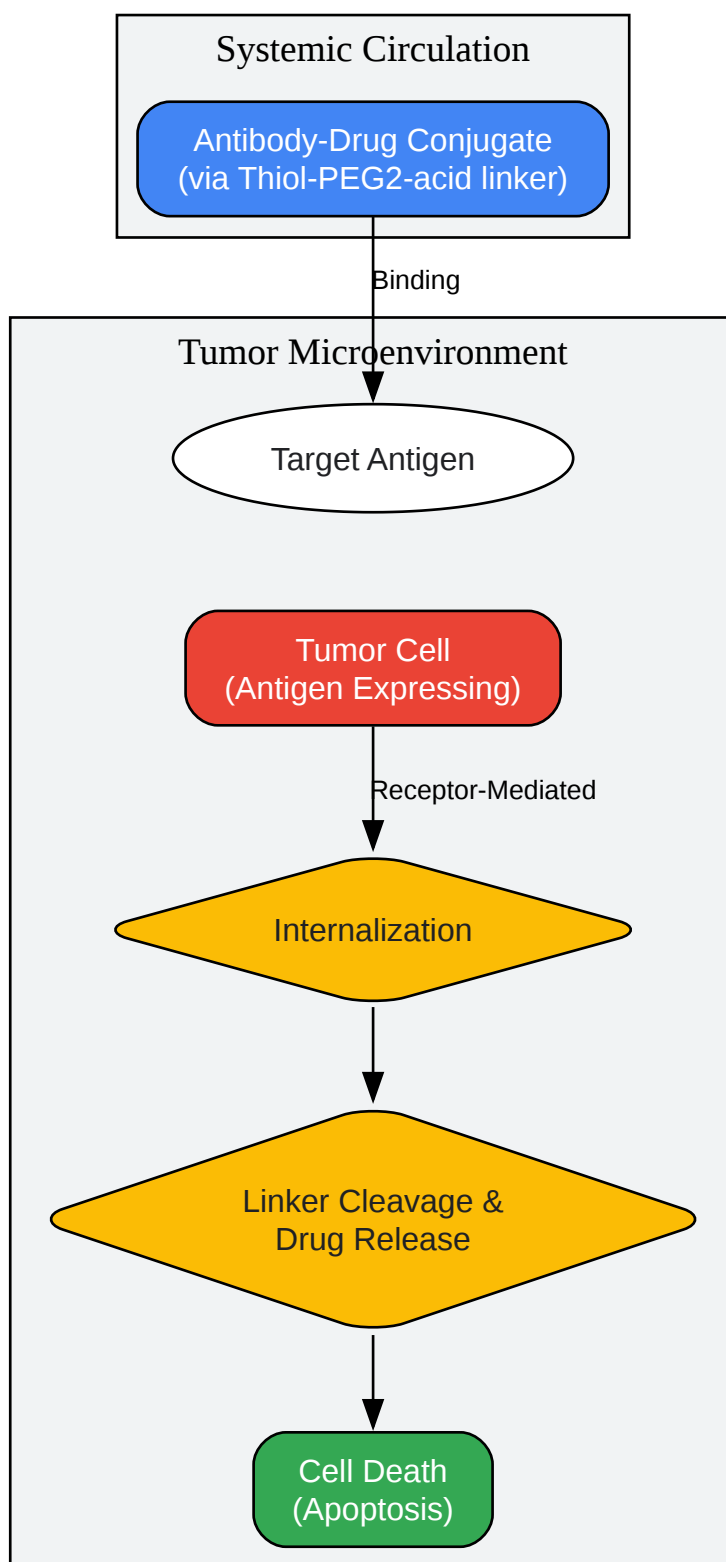 Systemic Circulation
Antibody-Drug Conjugate
(via Thiol-PEG2-acid linker)
Binding
Tumor Microenvironment
Target Antigen
Tumor Cell
(Antigen Expressing)
Receptor-Mediated
Internalization
Linker Cleavage &
Drug Release
Cell Death
(Apoptosis)